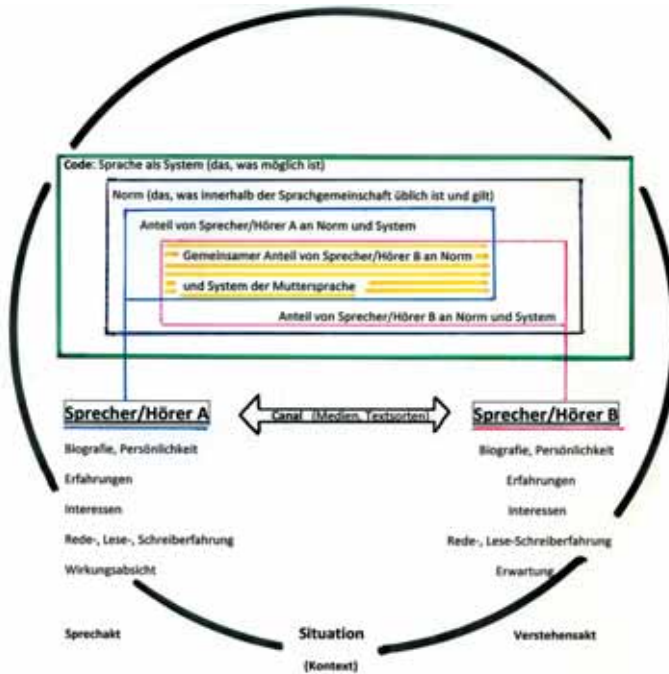 Code: Sprache als System (das, was möglich ist)
Norm (das, was innerhalb der Sprachgemeinschaft üblich ist und gilt)
Anteil von Sprecher/Hörer A an Norm und System
Gemeinsamer Anteil von Sprecher/Hörer B an Norm
und System der Muttersprache
Anteil von Sprecher/Hörer B an Norm und System
Sprecher/Hörer A
Canal (Medien, Textsorten)
Sprecher/Hörer B
Biografie, Persönlichkeit
Biografie, Persönlichkeit
Erfahrungen
Erfahrungen
Interessen
Interessen
Rede-, Lese-, Schreiberfahrung
Rede-, Lese-Schreiberfahrung
Wirkungsabsicht
Erwartung
Sprechakt
Situation
Verstehensakt
(Kontext)